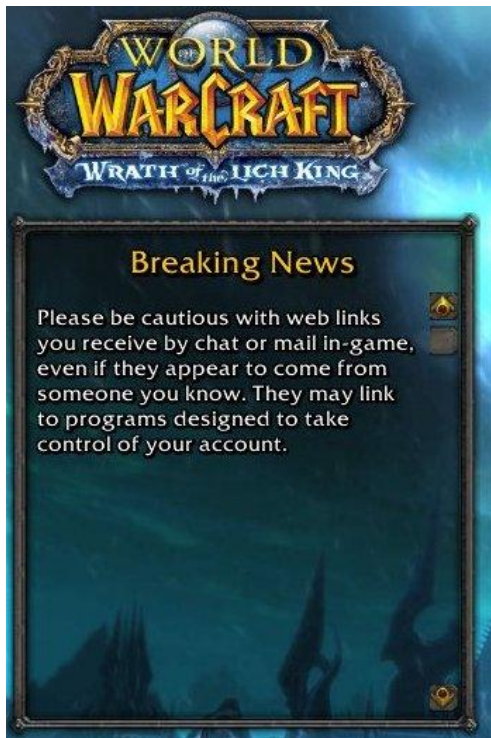 WORLD
WARCRAFT
WRATH of the LICH KING
Breaking News
Please be cautious with web links
you receive by chat or mail in-game,
even if they appear to come from
someone you know. They may link
to programs designed to take
control of your account.